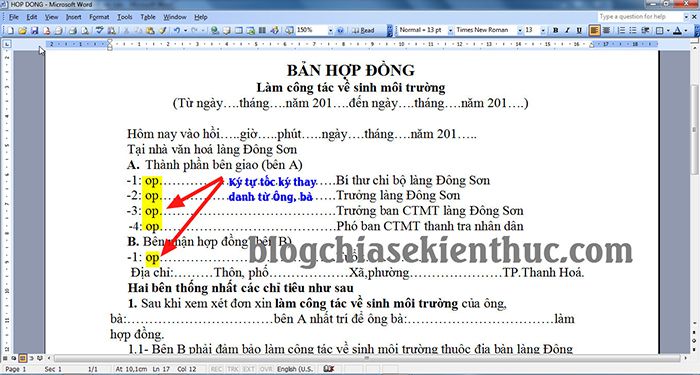 HOP DONG - Microsoft Word
File Edit View Insert Format Tools Table Window Help
Type a question for help
150% Read Normal + 13 pt Times New Roman 13
BẢN HỢP ĐỒNG
Làm công tác vê sinh môi trường
(Từ ngày….tháng….năm 201….đến ngày….tháng….năm 201….)
Hôm nay vào hồi….giờ….phút….ngày….tháng….năm 201…..
Tại nhà văn hoá làng Đông Sơn
A. Thành phần bên giao (bên A)
-1: op………………………………….Bí thư chi bộ làng Đông Sơn
Ký tự tốc ký thay
-2: op………………………………….Trưởng làng Đông Sơn
danh từ Ông, bà
-3: op………………………………….Trưởng ban CTMT làng Đông Sơn
-4: op………………………………….Phó ban CTMT thanh tra nhân dân
B. Bên nhận hợp đồng bên B)
blogchiasekienthuc.com
-1: op
Địa chỉ:………Thôn, phố………………Xã,phường………………TP.Thanh Hoá.
Hai bên thống nhất các chỉ tiêu như sau
1. Sau khi xem xét đơn xin làm công tác vê sinh môi trường của ông,
bà:……………………………bên A nhất trí để ông bà:……………………………làm
hợp đồng.
1.1- Bên B phải đảm bảo làm công tác vê sinh môi trường thuộc địa bàn làng Đông
Page 1 Sec 1 1/1 At 10,1cm Ln 17 Col 12 REC TRK EXT OVR English (U.S.